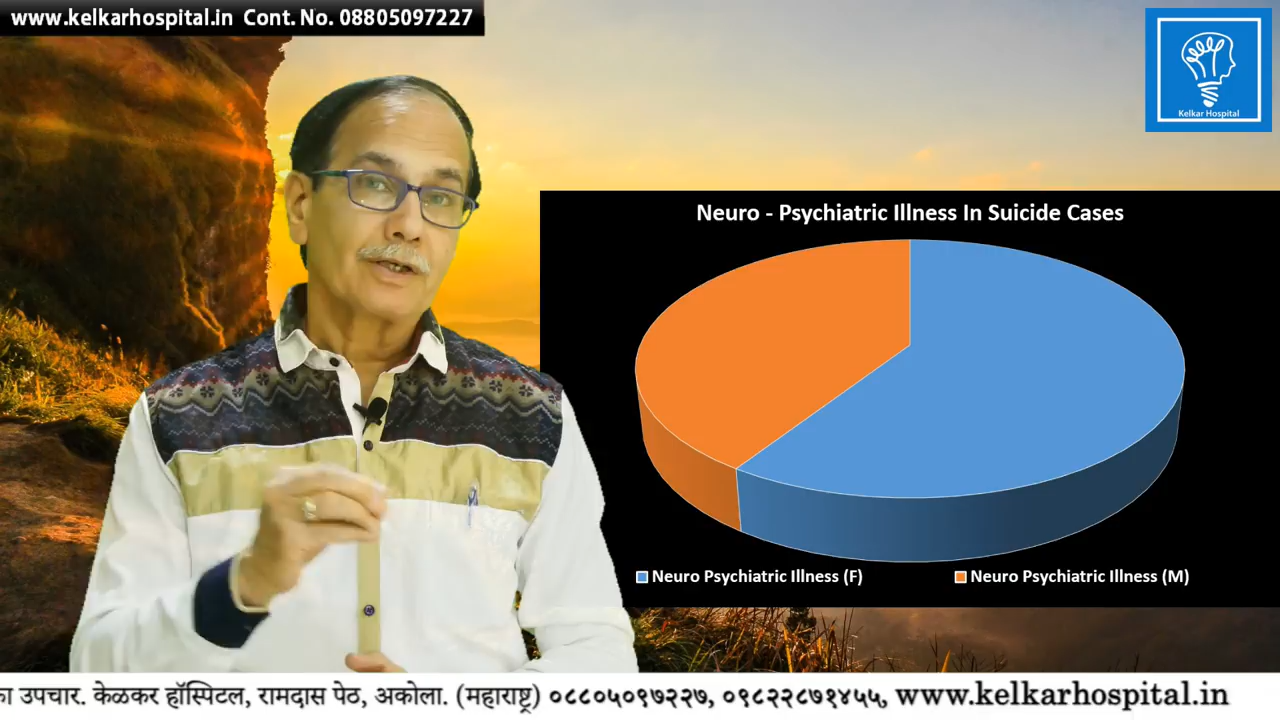 www.kelkarhospital.in Cont. No. 08805097227
Kelkar Hospital
Neuro - Psychiatric Illness In Suicide Cases
Neuro Psychiatric Illness (F)
Neuro Psychiatric Illness (M)
का उपचार. केळकर हॉस्पिटल, रामदास पेठ, अकोला. (महाराष्ट्र) ०८८०५०९७२२७, ०९८२२८७१४५५, www.kelkarhospital.in